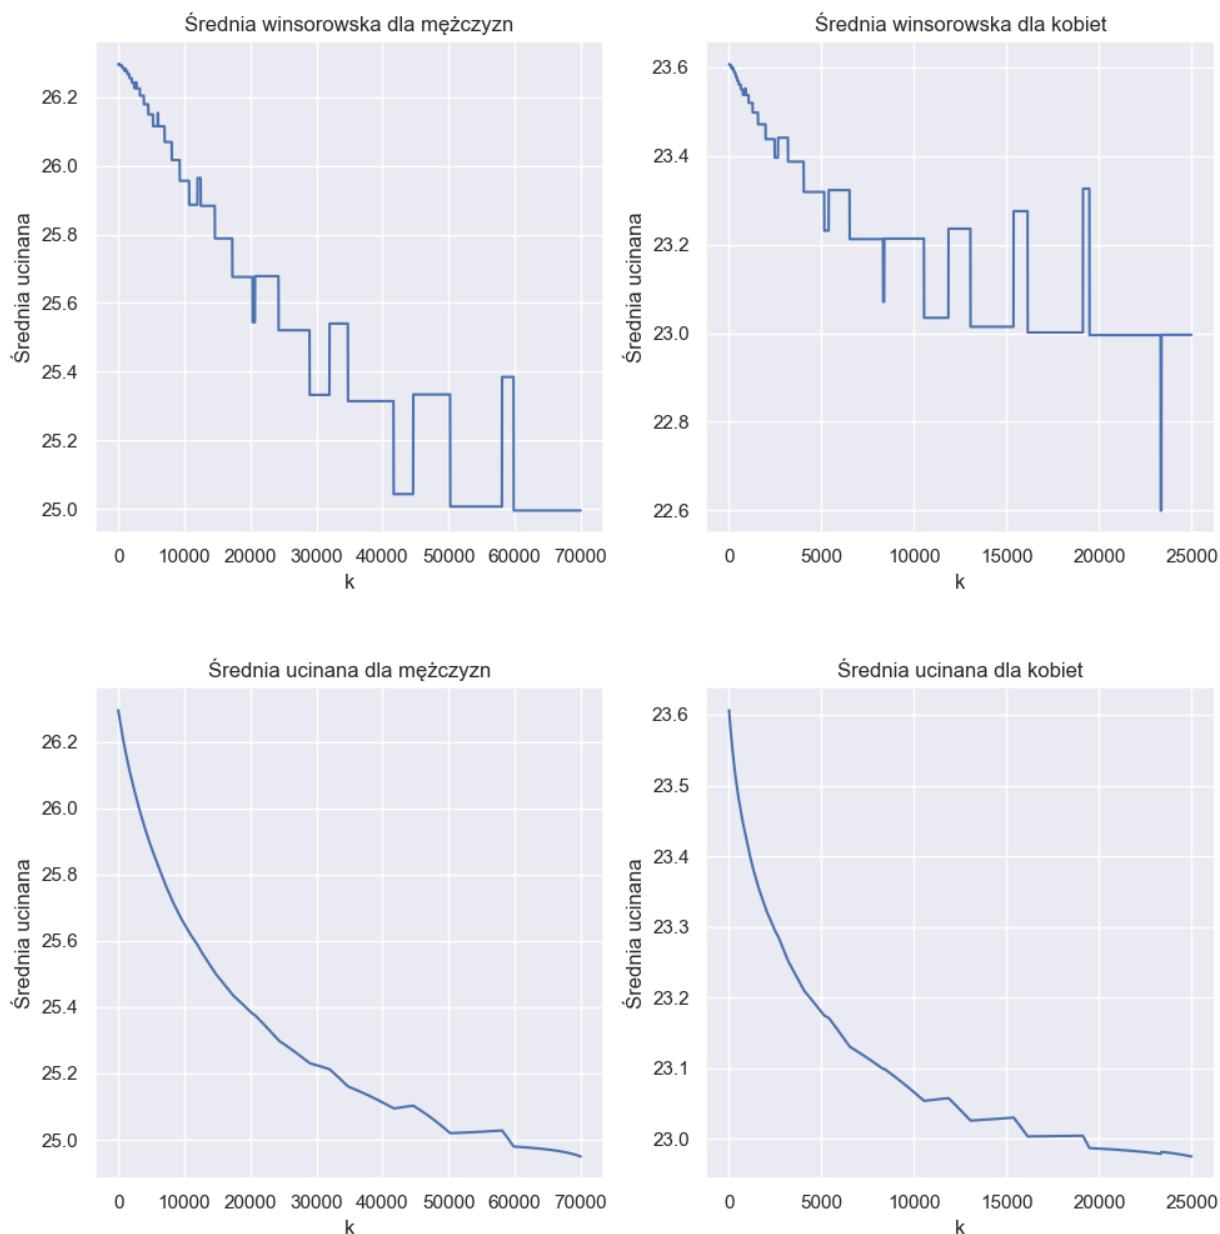 Średnia winsorowska dla mężczyzn
Średnia ucinana
26.2
26.0
25.8
25.6
25.4
25.2
25.0
0 10000 20000 30000 40000 50000 60000 70000
k
Średnia winsorowska dla kobiet
Średnia ucinana
23.6
23.4
23.2
23.0
22.8
22.6
0 5000 10000 15000 20000 25000
k
Średnia ucinana dla mężczyzn
Średnia ucinana
26.2
26.0
25.8
25.6
25.4
25.2
25.0
0 10000 20000 30000 40000 50000 60000 70000
k
Średnia ucinana dla kobiet
Średnia ucinana
23.6
23.5
23.4
23.3
23.2
23.1
23.0
0 5000 10000 15000 20000 25000
k